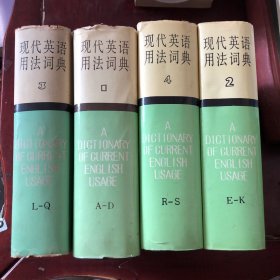 现代英语
用法词典
3
A
DICTIONARY
OF CURRENT
ENGLISH
USAGE
L-Q
现代英语
用法词典
1
A
DICTIONARY
OF CURRENT
ENGLISH
USAGE
A-D
现代英语
用法词典
4
A
DICTIONARY
OF CURRENT
ENGLISH
USAGE
R-S
现代英语
用法词典
2
A
DICTIONARY
OF CURRENT
ENGLISH
USAGE
E-K